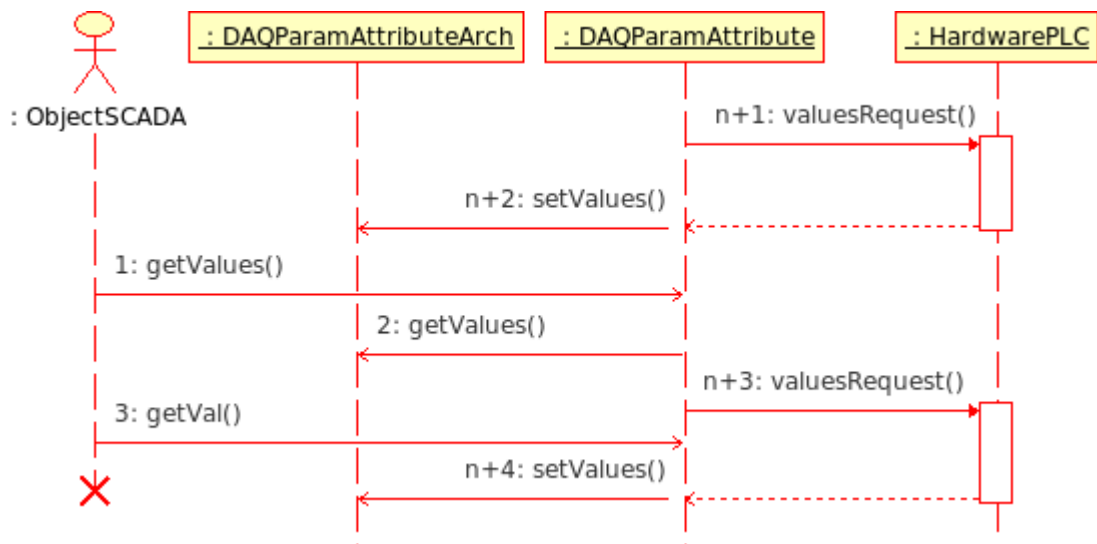 : DAQParamAttributeArch
: DAQParamAttribute
: HardwarePLC
: ObjectSCADA
n+1: valuesRequest()
n+2: setValues()
1: getValues()
2: getValues()
n+3: valuesRequest()
3: getVal()
n+4: setValues()